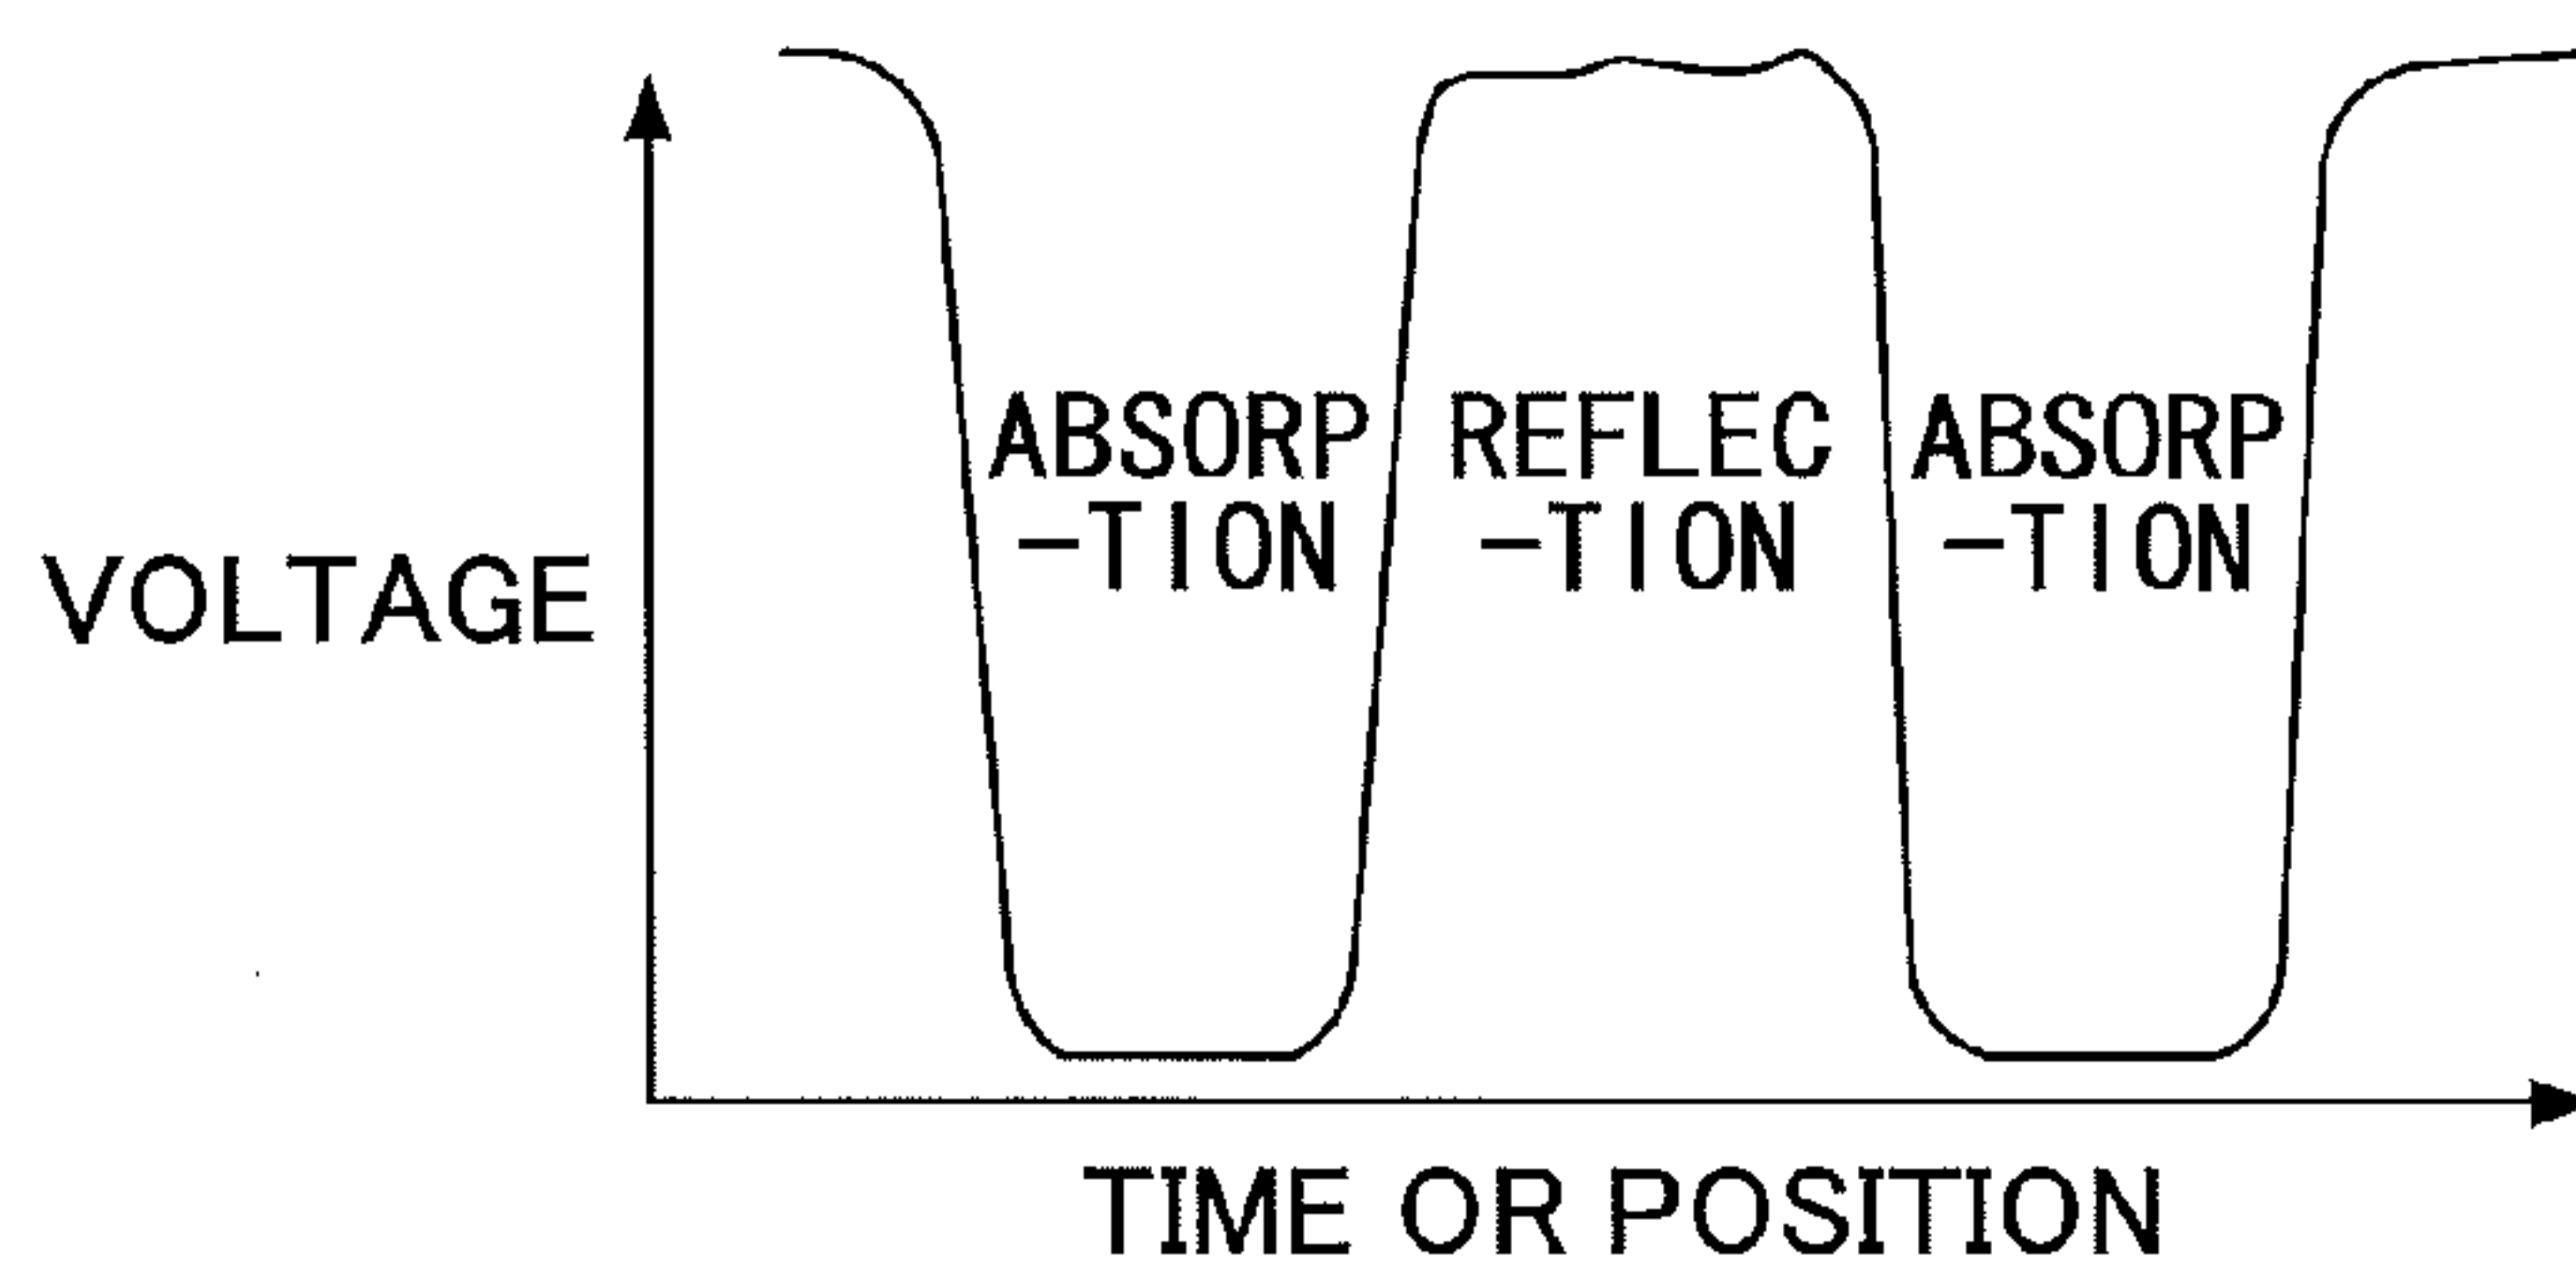 ABSORP
-TION
REFLEC
-TION
ABSORP
-TION
VOLTAGE
TIME OR POSITION